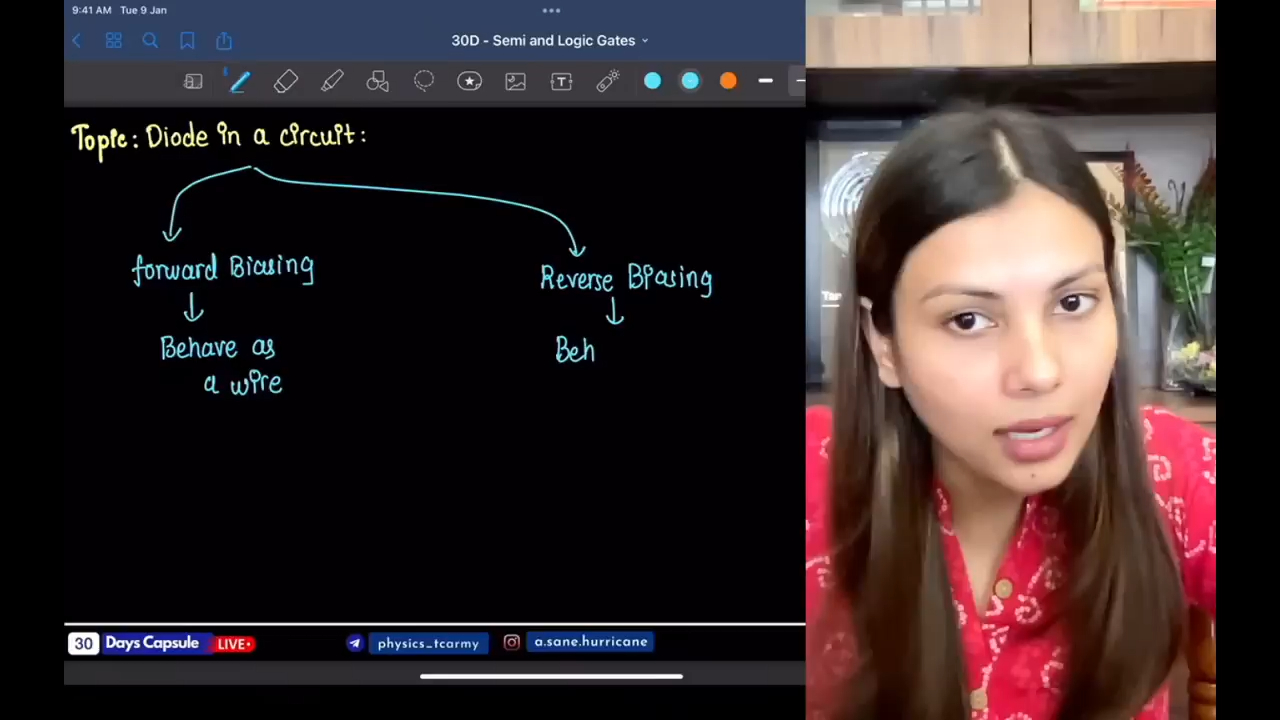 9:41 AM Tue 9 Jan
30D - Semi and Logic Gates
T
Topic: Diode in a circuit:
forward Biasing
Reverse Biasing
Behave as
a wire
Beh
30 Days Capsule LIVE
physics_tcarmy
a.sane.hurricane